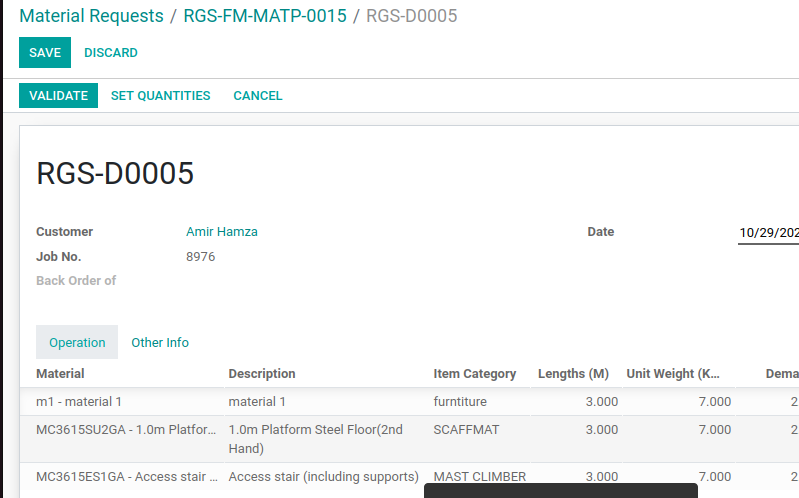 Material Requests / RGS-FM-MATP-0015 / RGS-D0005
SAVE DISCARD
VALIDATE SET QUANTITIES CANCEL
RGS-D0005
Customer Amir Hamza Date 10/29/202
Job No. 8976
Back Order of
Operation Other Info
Material Description Item Category Lengths (M) Unit Weight (K... Dema
m1 - material 1 material 1 furntiture 3.000 7.000 2
MC3615SU2GA - 1.0m Platfor... 1.0m Platform Steel Floor(2nd SCAFFMAT 3.000 7.000 2
Hand)
MC3615ES1GA - Access stair ... Access stair (including supports) MAST CLIMBER 3.000 7.000 2